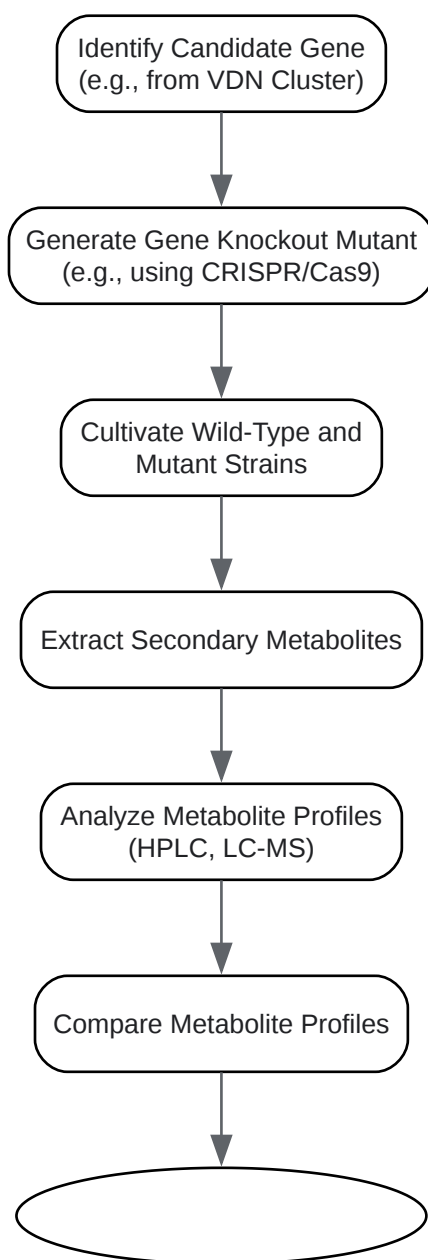 Identify Candidate Gene
(e.g., from VDN Cluster)
Generate Gene Knockout Mutant
(e.g., using CRISPR/Cas9)
Cultivate Wild-Type and
Mutant Strains
Extract Secondary Metabolites
Analyze Metabolite Profiles
(HPLC, LC-MS)
Compare Metabolite Profiles